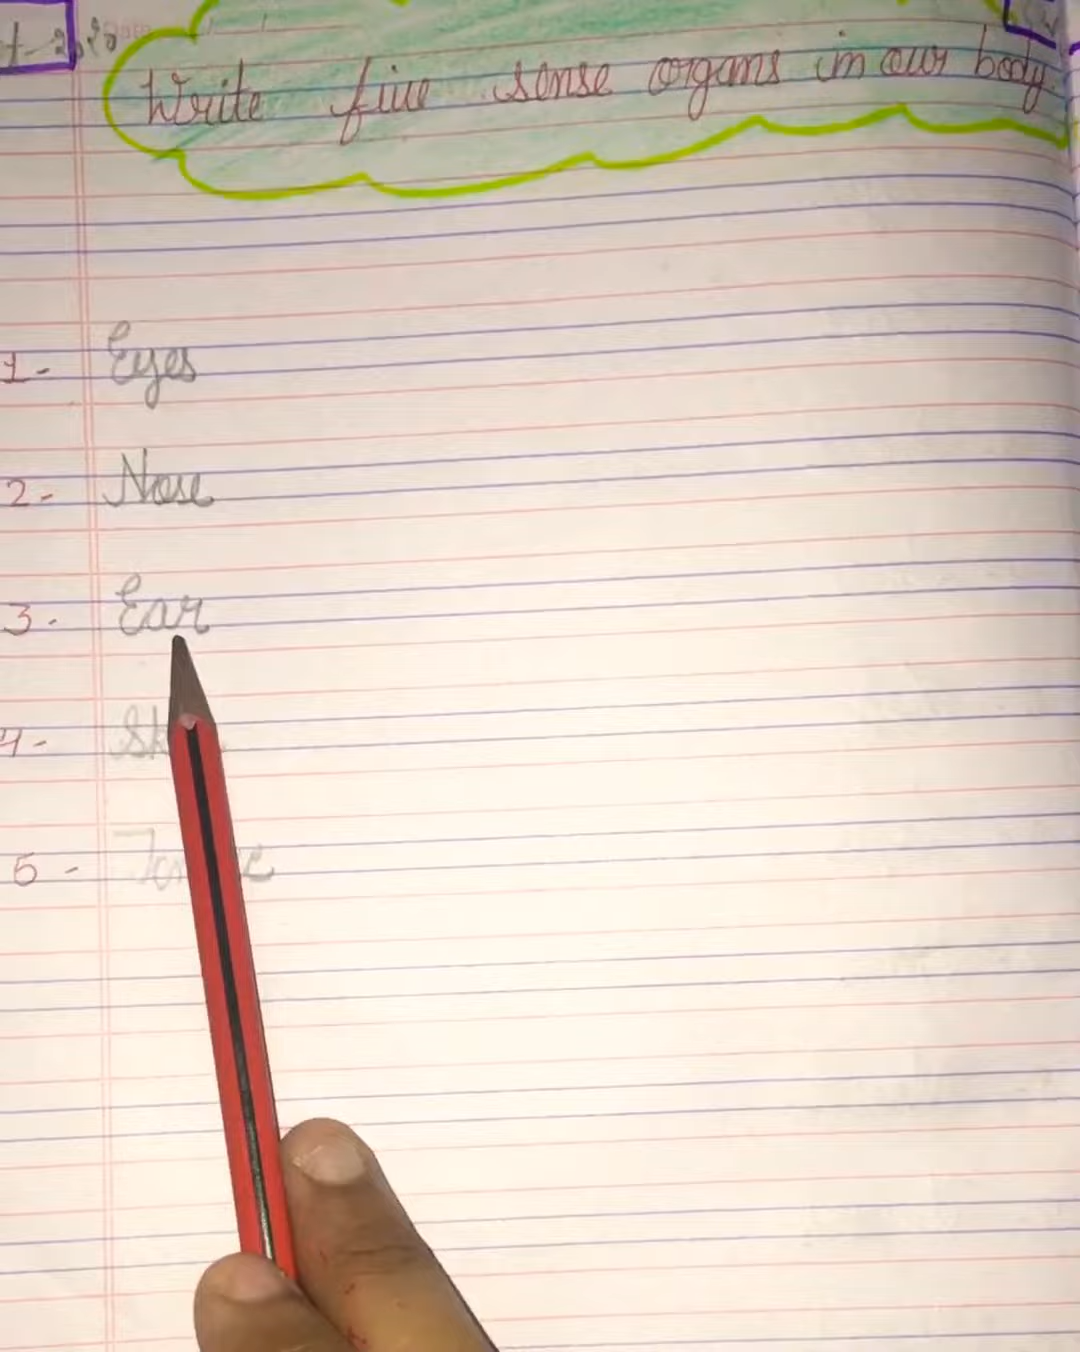 Write five sense organs in our body.
1- Eyes
2- Nose
3- Ear
4-
5-